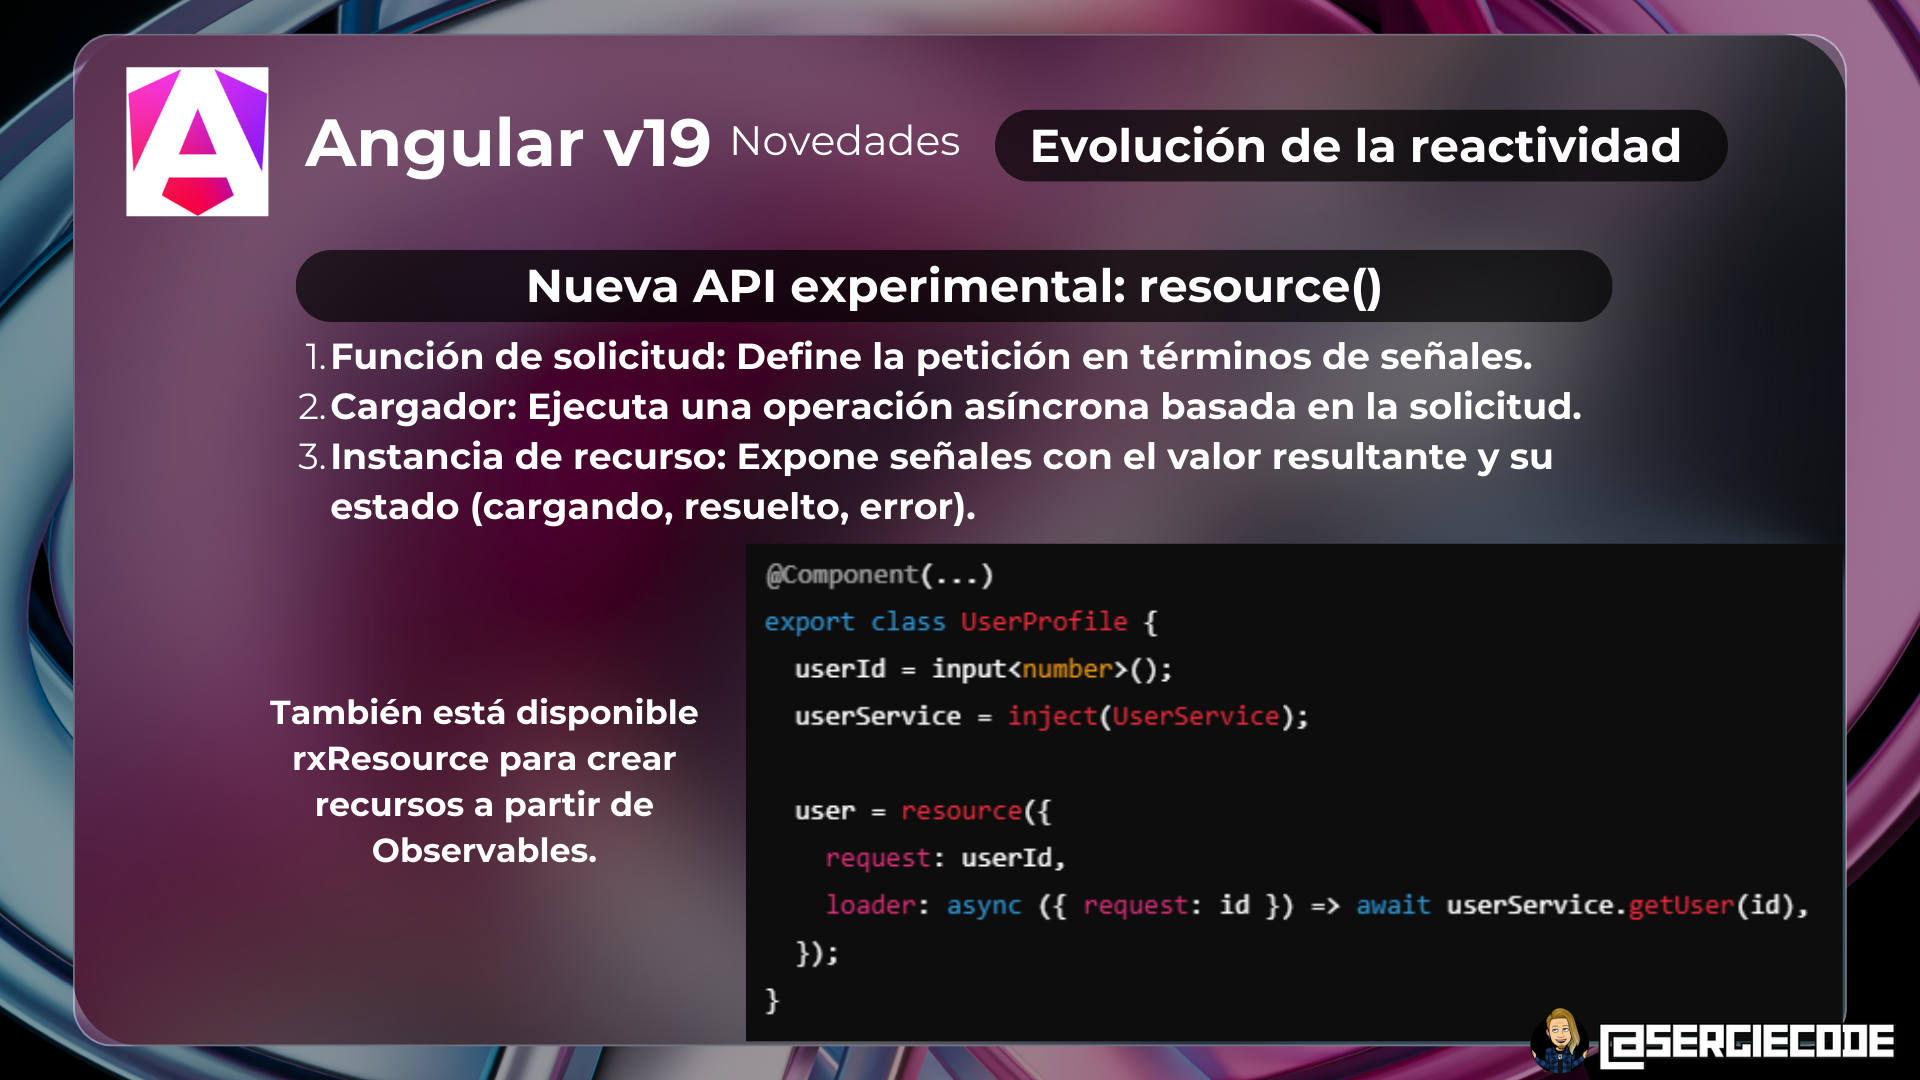 Angular v19 Novedades Evolución de la reactividad
Nueva API experimental: resource()
1. Función de solicitud: Define la petición en términos de señales.
2. Cargador: Ejecuta una operación asíncrona basada en la solicitud.
3. Instancia de recurso: Expone señales con el valor resultante y su
estado (cargando, resuelto, error).
También está disponible
rxResource para crear
recursos a partir de
Observables.
@Component(...)
export class UserProfile {
  userId = input<number>();
  userService = inject(UserService);

  user = resource({
    request: userId,
    loader: async ({ request: id }) => await userService.getUser(id),
  });
}
@SERGIECODE